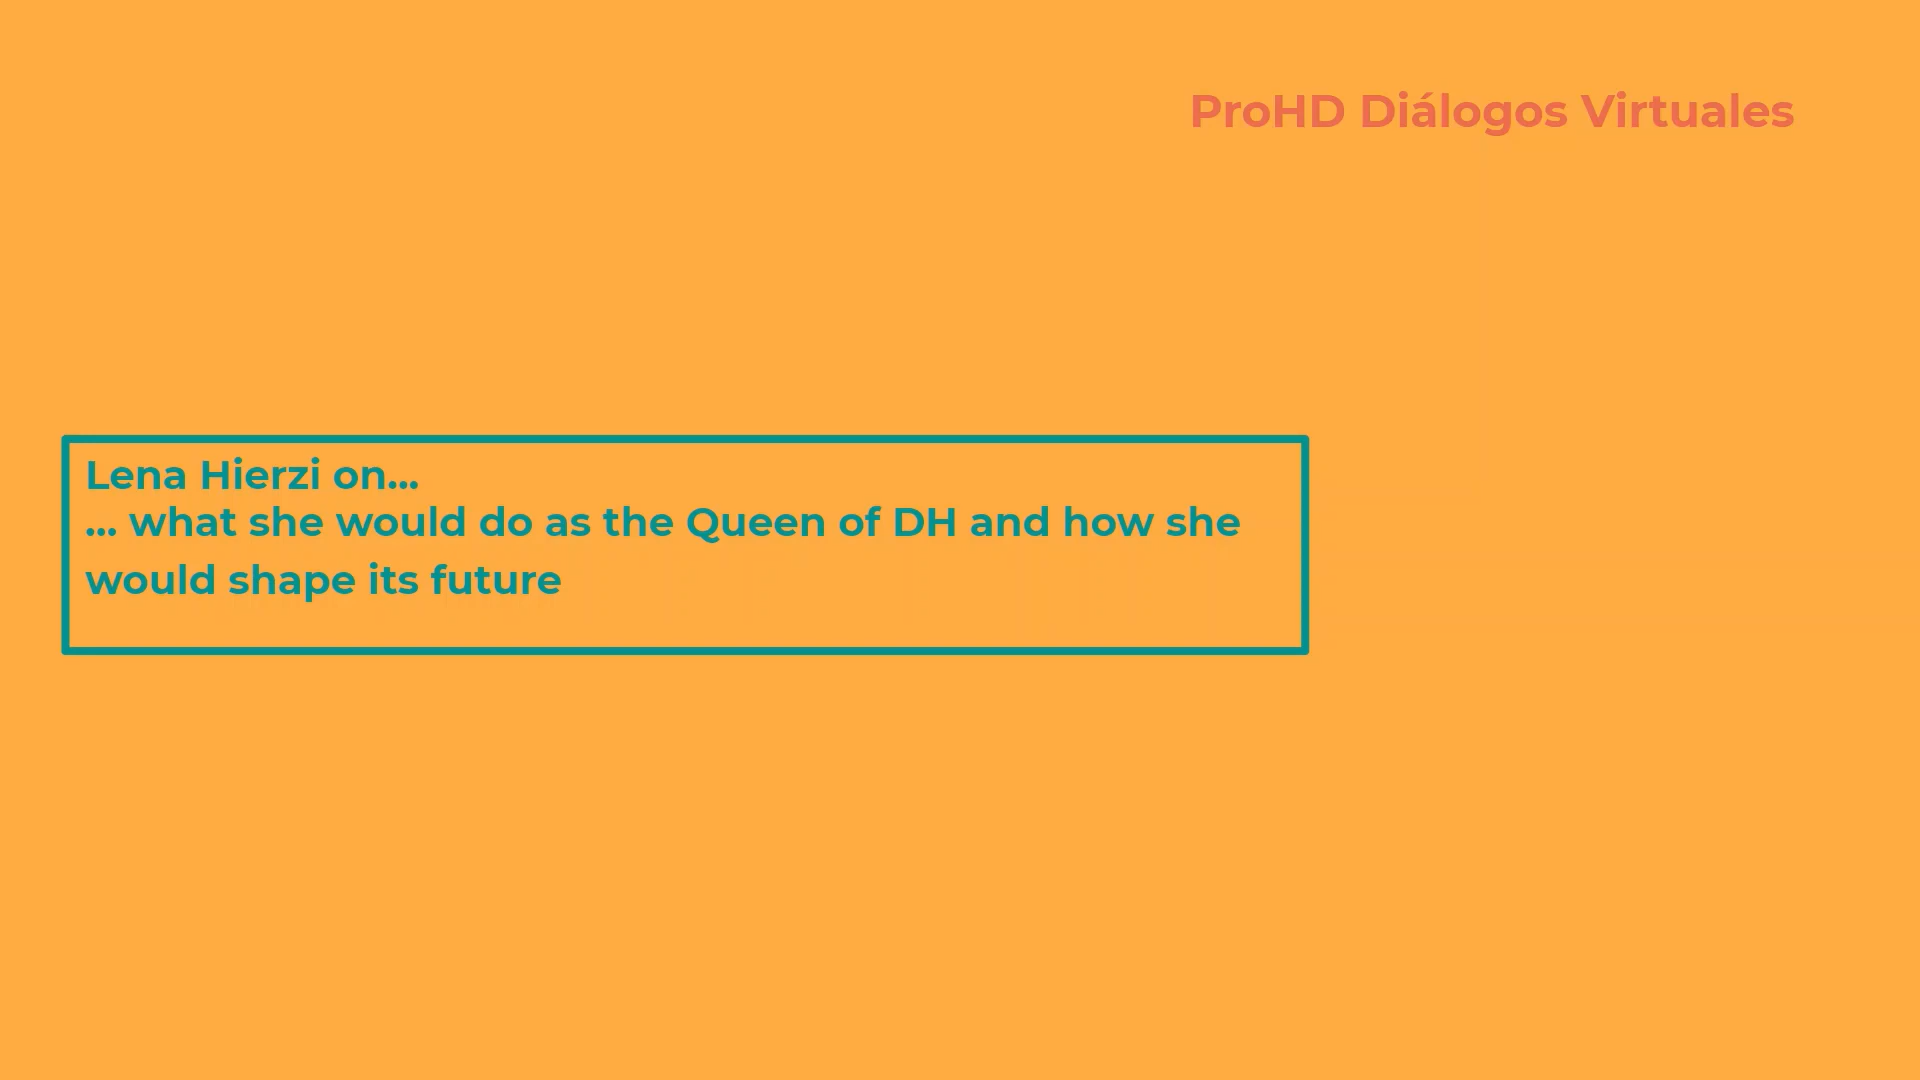 ProHD Diálogos Virtuales
Lena Hierzi on...
... what she would do as the Queen of DH and how she
would shape its future